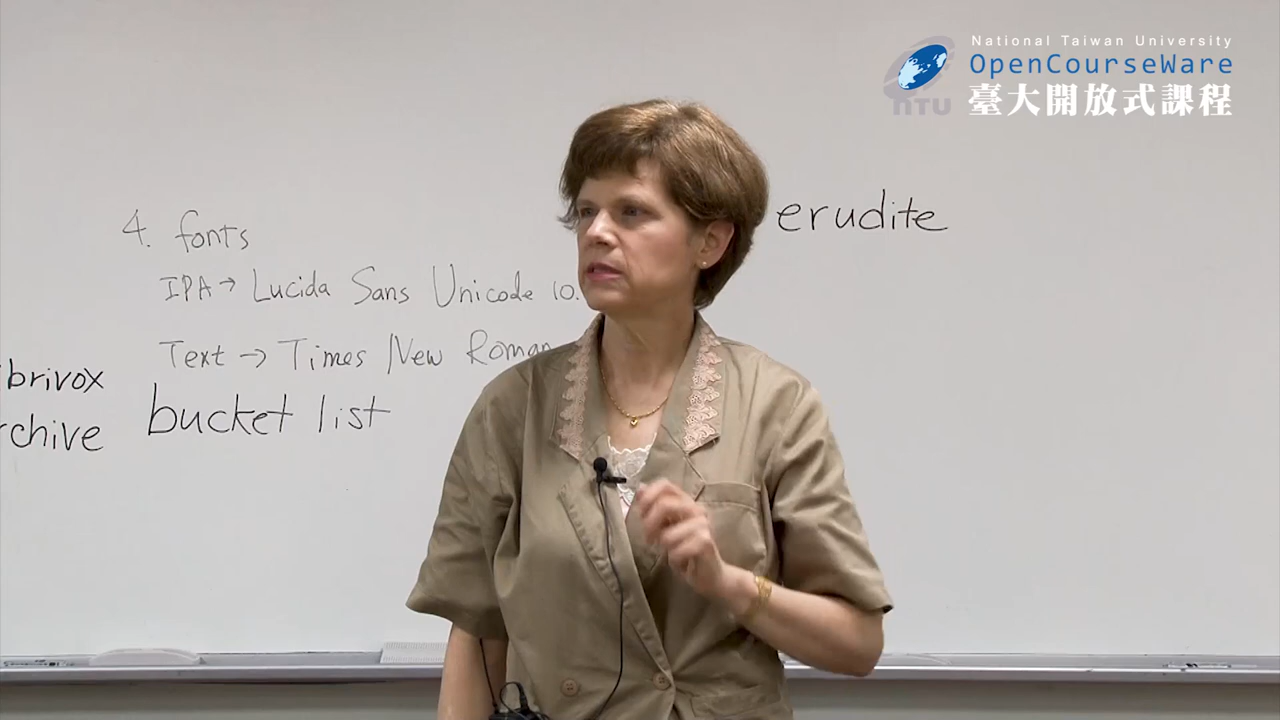 National Taiwan University
OpenCourseWare
臺大開放式課程
NTU
erudite
4. fonts
IPA→ Lucida Sans Unicode 10.
Text → Times New Roman
brivox
rchive
bucket list